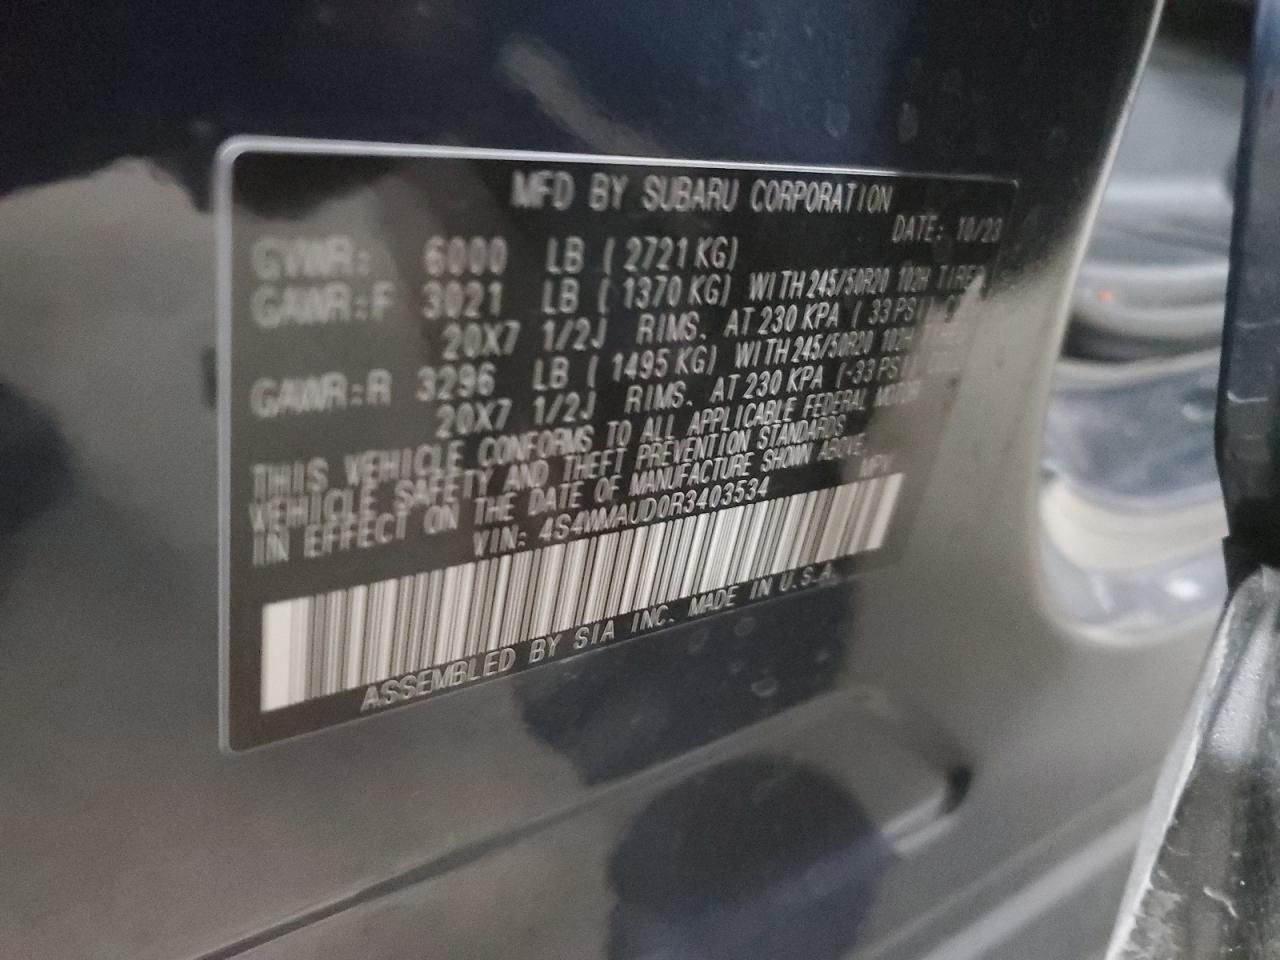 MFD BY SUBARU CORPORATION
DATE: 10/23
GVWR: 6000 LB ( 2721 KG)
GAWR:F 3021 LB ( 1370 KG) WITH 245/50R20 102H TIRES
20X7 1/2J RIMS. AT 230 KPA ( 33 PSI)
GAWR:R 3296 LB ( 1495 KG) WITH 245/50R20 102H
20X7 1/2J RIMS. AT 230 KPA ( 33 PSI)
THIS VEHICLE CONFORMS TO ALL APPLICABLE FEDERAL MOTOR
VEHICLE SAFETY AND THEFT PREVENTION STANDARDS
IN EFFECT ON THE DATE OF MANUFACTURE SHOWN ABOVE.
VIN: 4S4WMAUD0R3403534 MPV
ASSEMBLED BY SIA INC. MADE IN U.S.A.